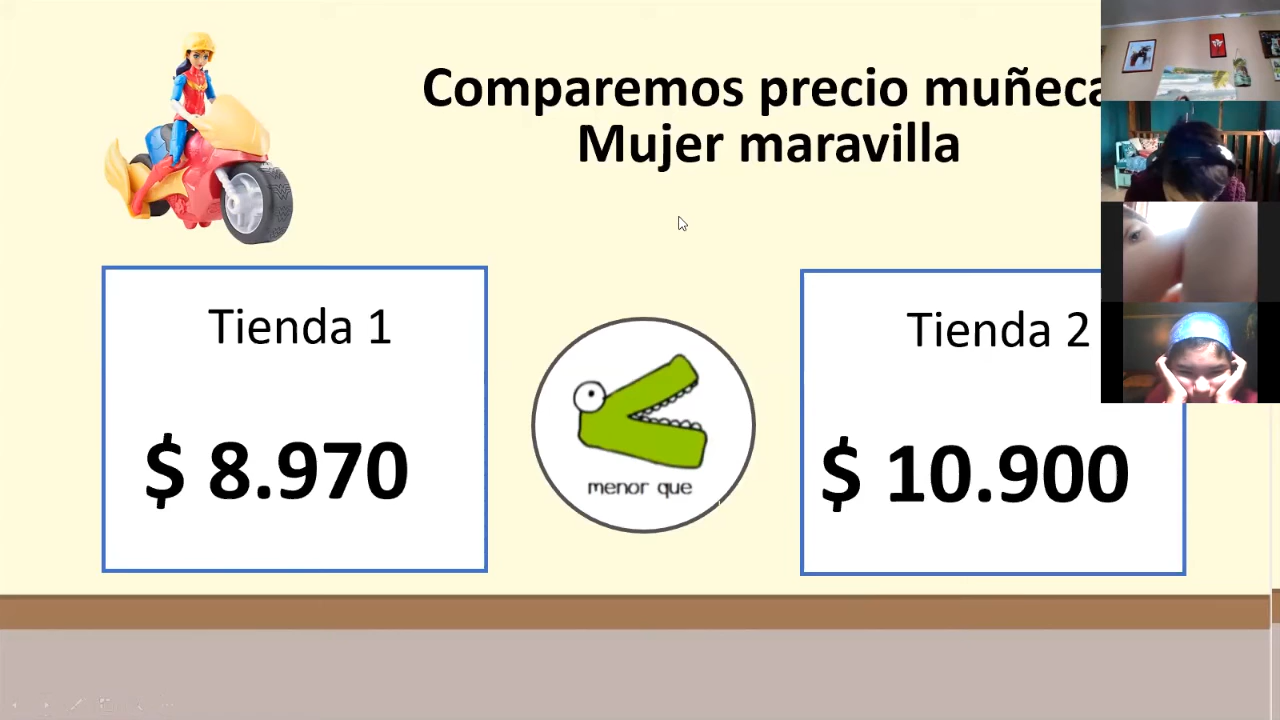 Comparemos precio muñeca
Mujer maravilla
Tienda 1
$ 8.970
menor que
Tienda 2
$ 10.900